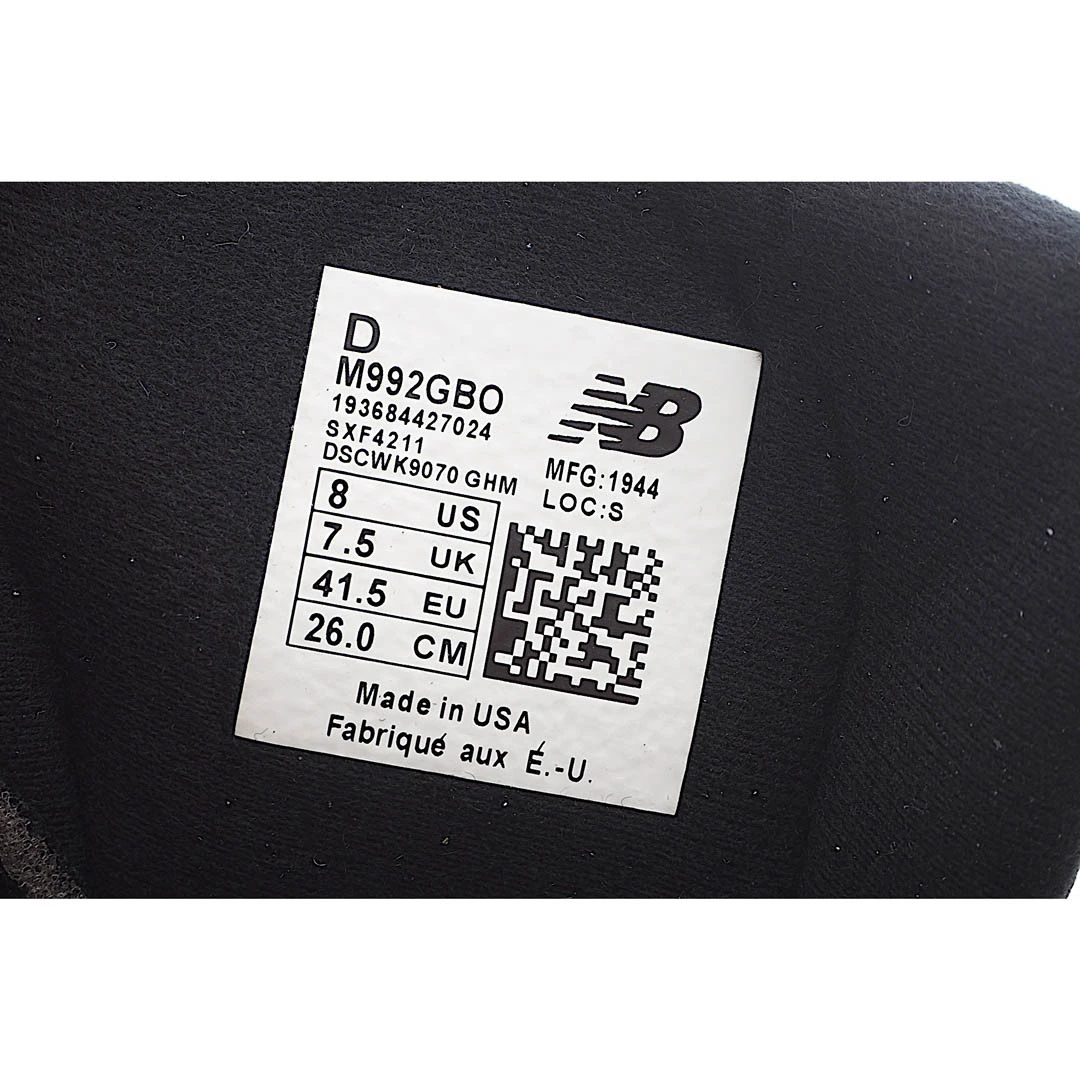 D
M992GBO
193684427024
SXF4211
DSCWK9070 GHM
NB
MFG:1944
LOC:S
8 US
7.5 UK
41.5 EU
26.0 CM
Made in USA
Fabriqué aux É.-U.